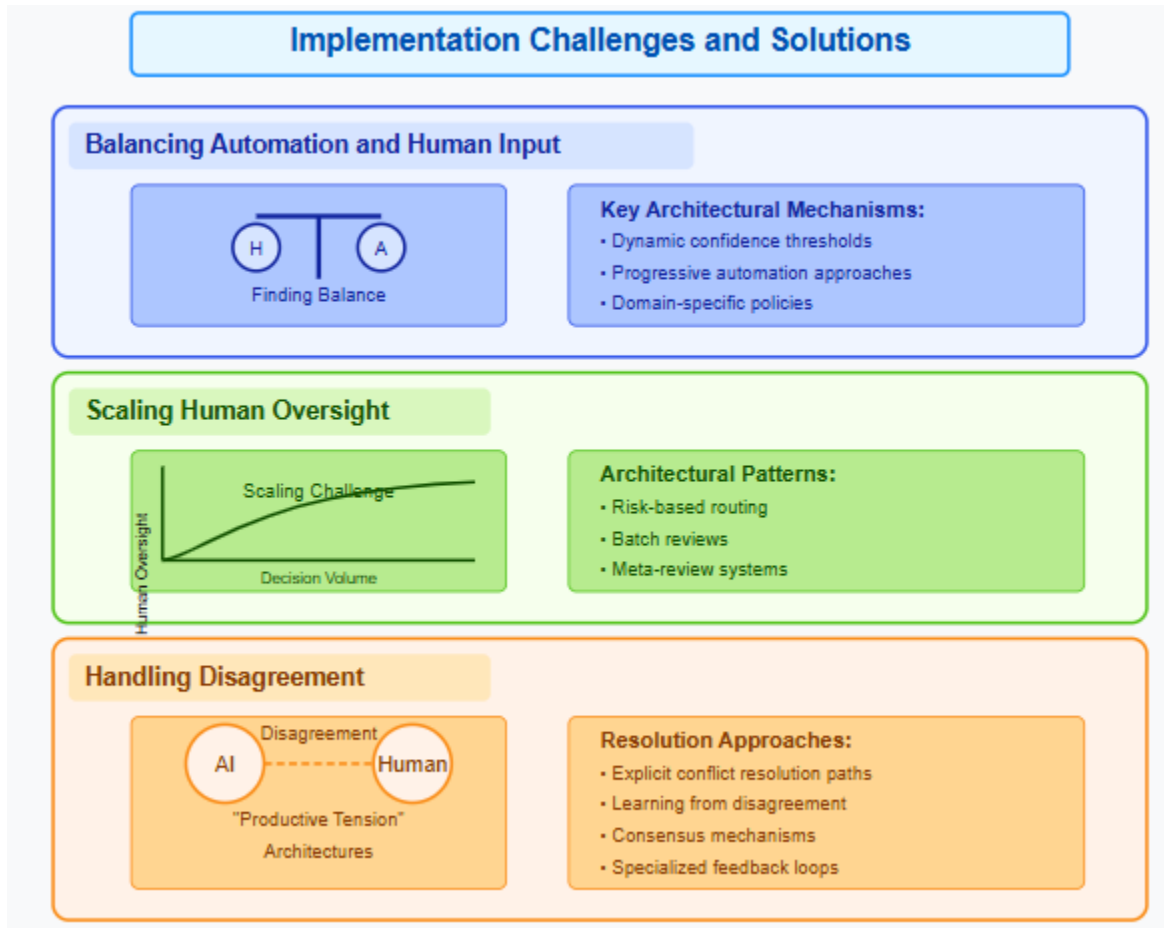 Implementation Challenges and Solutions
Balancing Automation and Human Input
H
A
Finding Balance
Key Architectural Mechanisms:
• Dynamic confidence thresholds
• Progressive automation approaches
• Domain-specific policies
Scaling Human Oversight
Human Oversight
Scaling Challenge
Decision Volume
Architectural Patterns:
• Risk-based routing
• Batch reviews
• Meta-review systems
Handling Disagreement
Disagreement
AI
Human
"Productive Tension"
Architectures
Resolution Approaches:
• Explicit conflict resolution paths
• Learning from disagreement
• Consensus mechanisms
• Specialized feedback loops